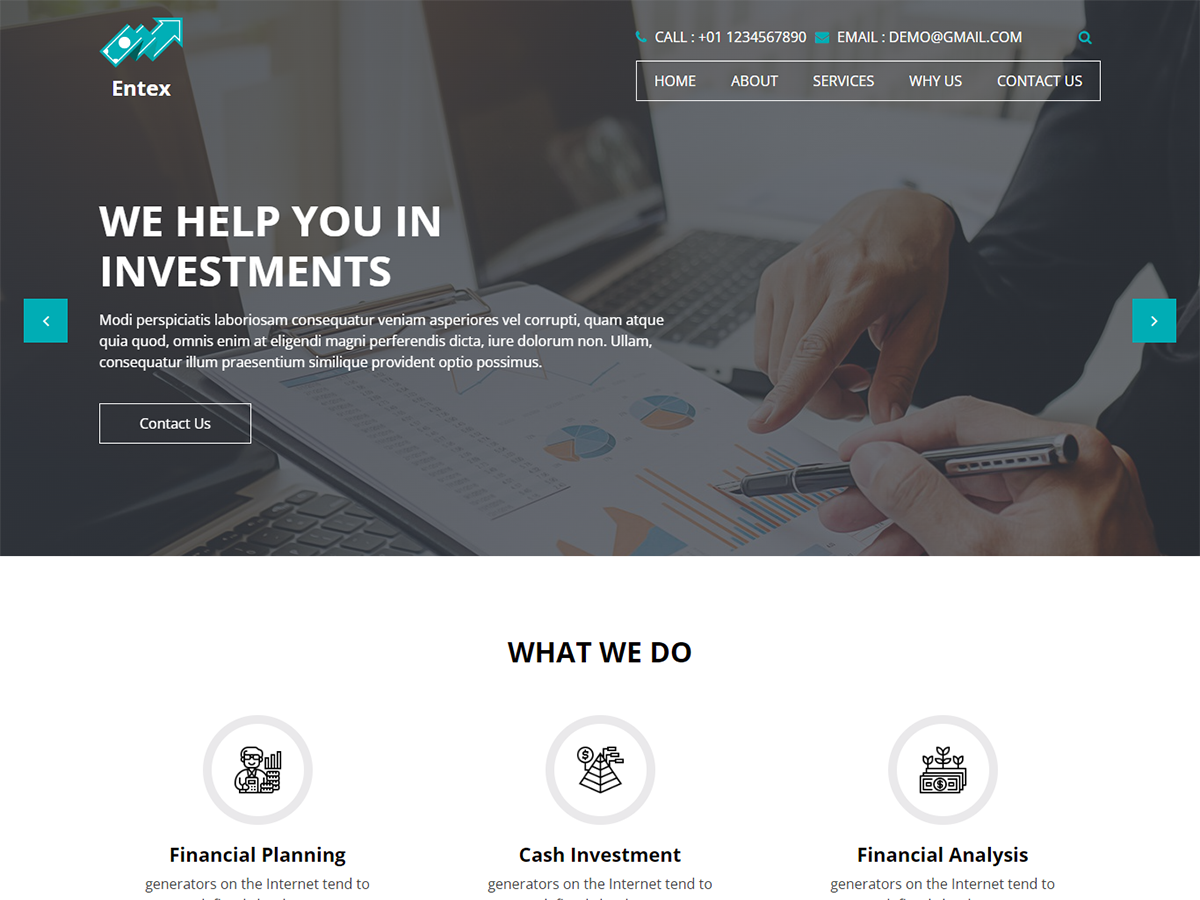 CALL : +01 1234567890 EMAIL : DEMO@GMAIL.COM
Entex
HOME ABOUT SERVICES WHY US CONTACT US
WE HELP YOU IN
INVESTMENTS
Modi perspiciatis laboriosam consequatur veniam asperiores vel corrupti, quam atque
quia quod, omnis enim at eligendi magni perferendis dicta, iure dolorum non. Ullam,
consequatur illum praesentium similique provident optio possimus.
Contact Us
WHAT WE DO
Financial Planning Cash Investment Financial Analysis
generators on the Internet tend to generators on the Internet tend to generators on the Internet tend to